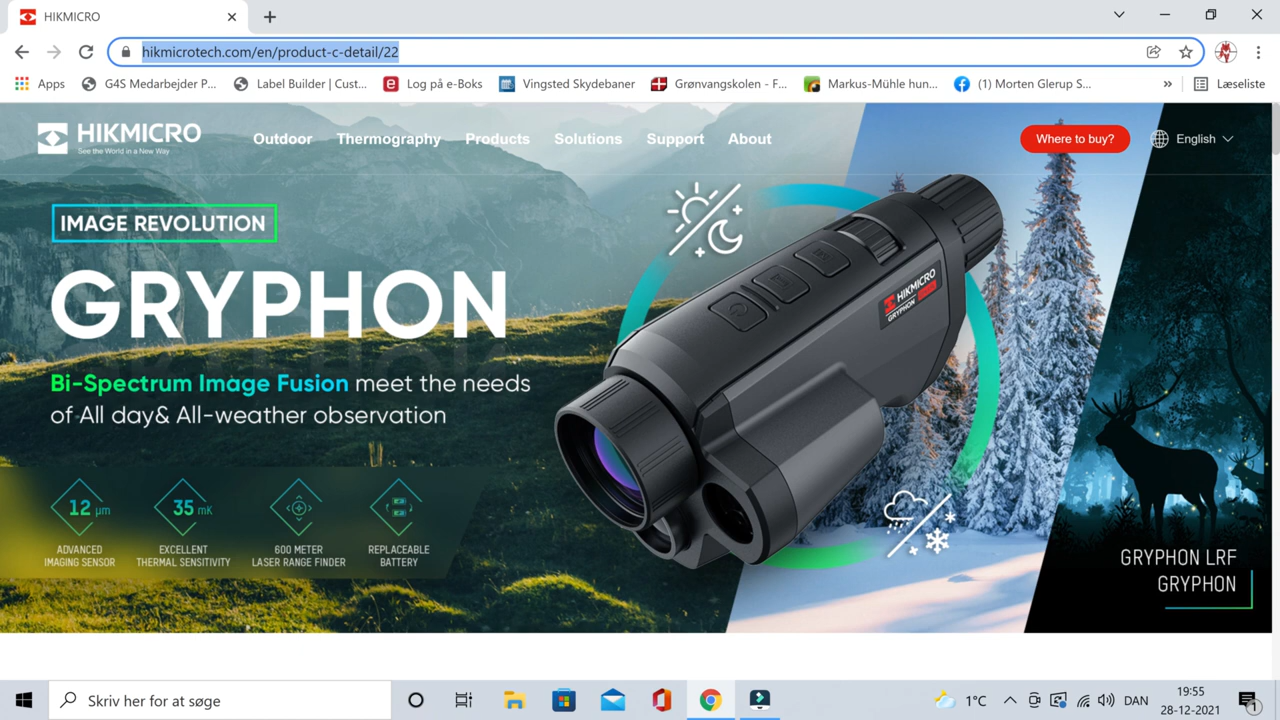 HIKMICRO
hikmicrotech.com/en/product-c-detail/22
Apps
G4S Medarbejder P...
Label Builder | Cust...
Log på e-Boks
Vingsted Skydebaner
Grønvangskolen - F...
Markus-Mühle hun...
(1) Morten Glerup S...
»
Læseliste
HIKMICRO
See the World in a New Way
Outdoor
Thermography
Products
Solutions
Support
About
Where to buy?
English
IMAGE REVOLUTION
GRYPHON
Bi-Spectrum Image Fusion meet the needs
of All day& All-weather observation
HIKMICRO
GRYPHON
12 μm
ADVANCED
IMAGING SENSOR
35 mK
EXCELLENT
THERMAL SENSITIVITY
600 METER
LASER RANGE FINDER
REPLACEABLE
BATTERY
GRYPHON LRF
GRYPHON
Skriv her for at søge
1°C
DAN
19:55
28-12-2021
1